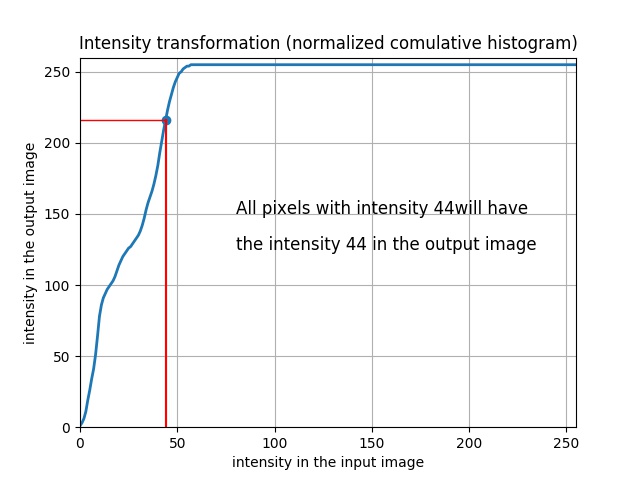 Intensity transformation (normalized comulative histogram)
250
200
150
100
50
0
intensity in the output image
All pixels with intensity 44will have
the intensity 44 in the output image
0 50 100 150 200 250
intensity in the input image